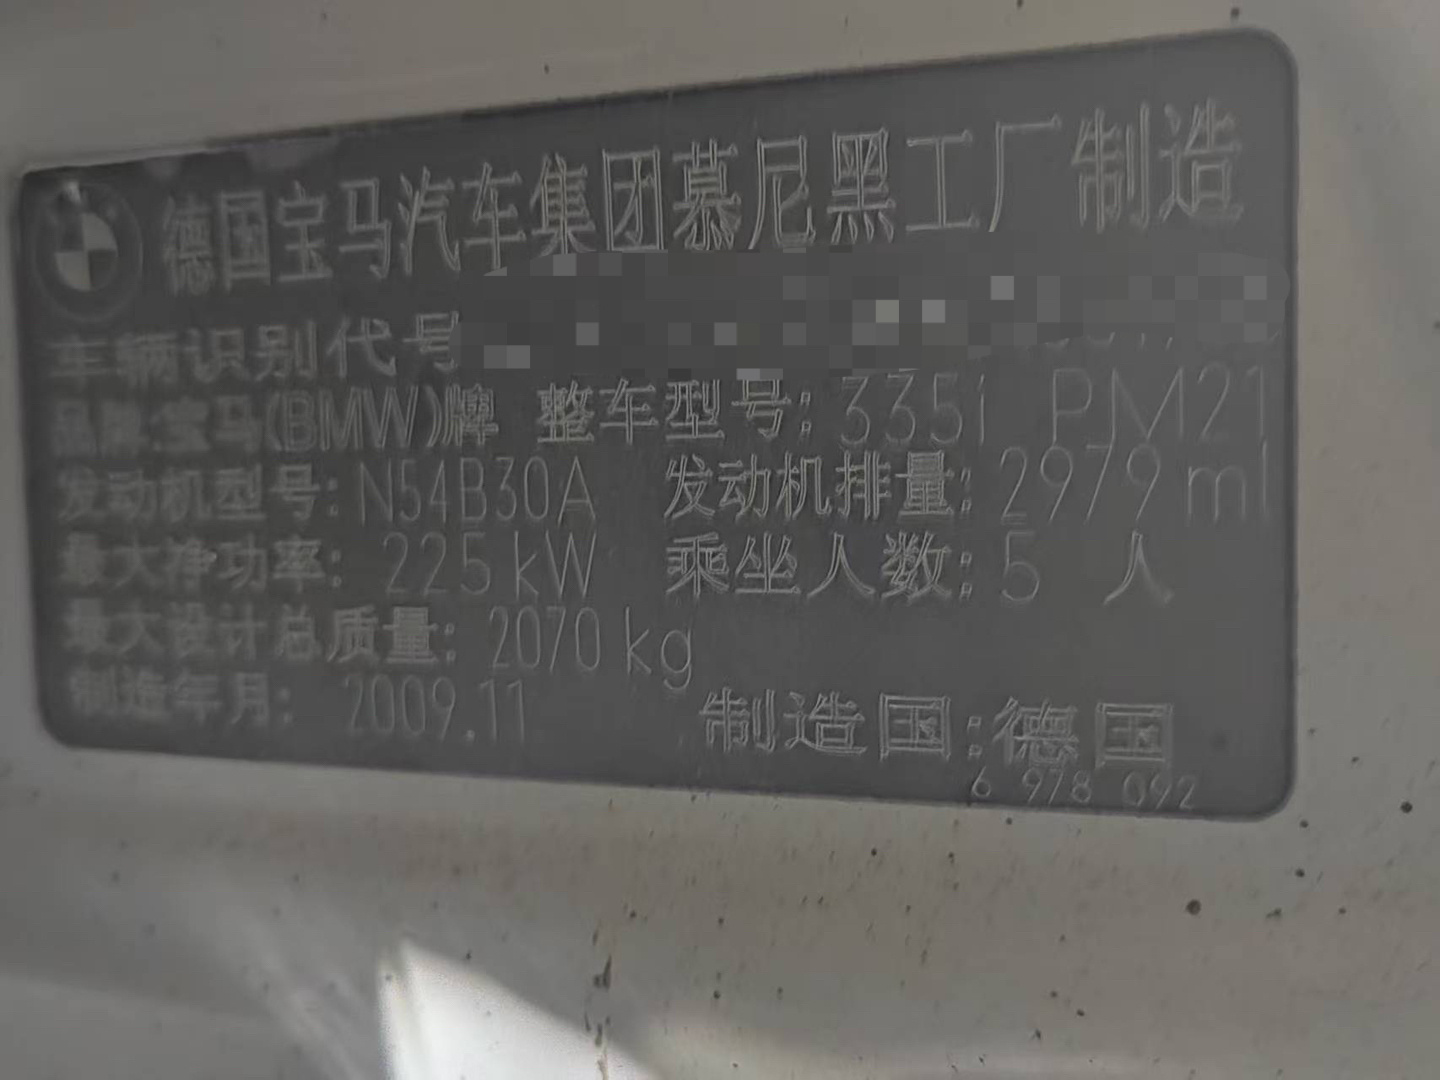 德国宝马汽车集团慕尼黑工厂制造
车辆识别代号
品牌:宝马(BMW)牌 整车型号: 335i PM21
发动机型号: N54B30A 发动机排量: 2979 ml
最大净功率: 225 kW 乘坐人数: 5 人
最大设计总质量: 2070 kg
制造年月: 2009.11 制造国:德国
6 978 092